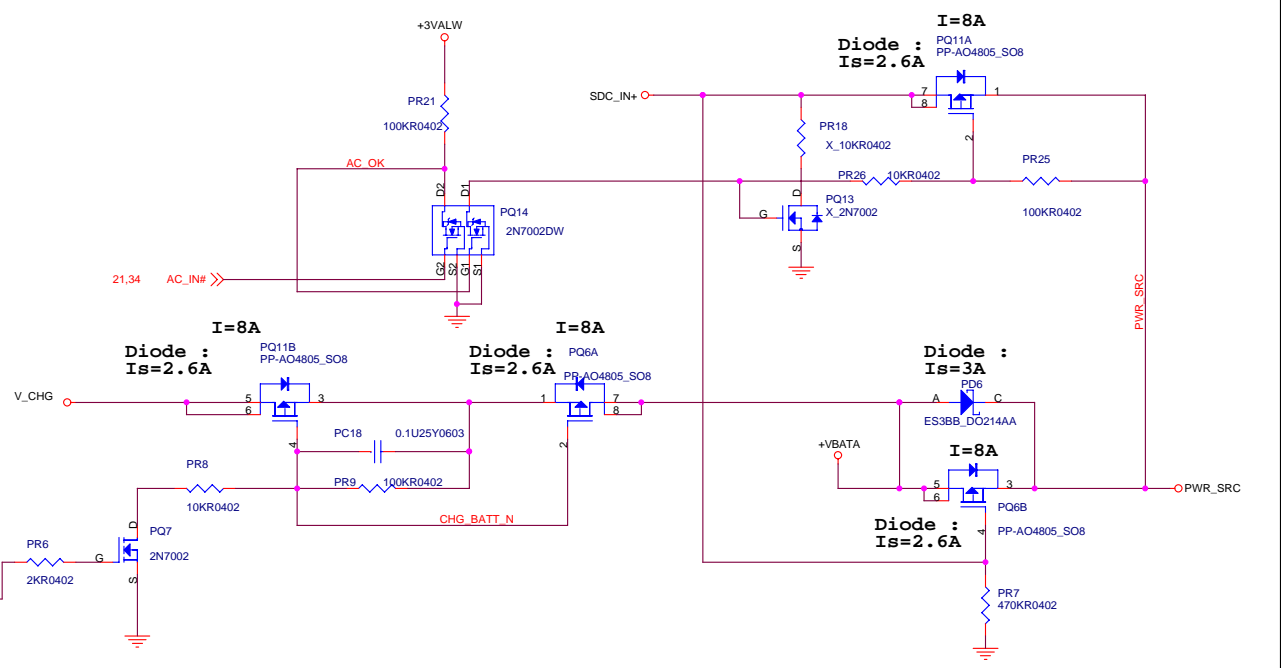 I=8A
+3VALW
Diode :
Is=2.6A
PQ11A
PP-AO4805_SO8
SDC_IN+
7
8
1
2
PR21
100KR0402
PR18
X_10KR0402
AC_OK
PR26
10KR0402
PR25
100KR0402
D2
D1
PQ14
2N7002DW
D
PQ13
X_2N7002
G
S
G2
S2
G1
S1
21,34
AC_IN#
PWR_SRC
I=8A
Diode :
Is=2.6A
PQ11B
PP-AO4805_SO8
I=8A
Diode :
Is=2.6A
PQ6A
PR-AO4805_SO8
Diode :
Is=3A
PD6
V_CHG
5
6
3
4
1
7
8
2
A
C
ES3BB_DO214AA
PC18
0.1U25Y0603
+VBATA
I=8A
PR8
10KR0402
PR9
100KR0402
5
6
3
4
PQ6B
PP-AO4805_SO8
PWR_SRC
CHG_BATT_N
Diode :
Is=2.6A
D
PQ7
2N7002
G
S
PR6
2KR0402
PR7
470KR0402